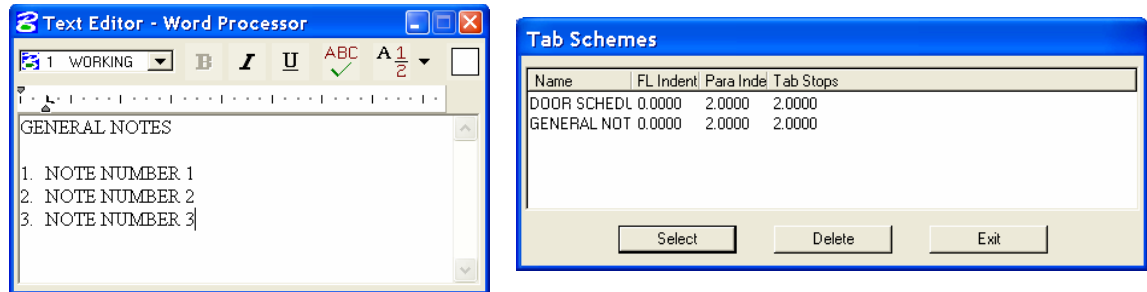 Text Editor - Word Processor
1 WORKING B I U ABC A 1/2
GENERAL NOTES
1. NOTE NUMBER 1
2. NOTE NUMBER 2
3. NOTE NUMBER 3
Tab Schemes
Name FL Indent Para Inde Tab Stops
DOOR SCHEDU 0.0000 2.0000 2.0000
GENERAL NOT 0.0000 2.0000 2.0000
Select Delete Exit